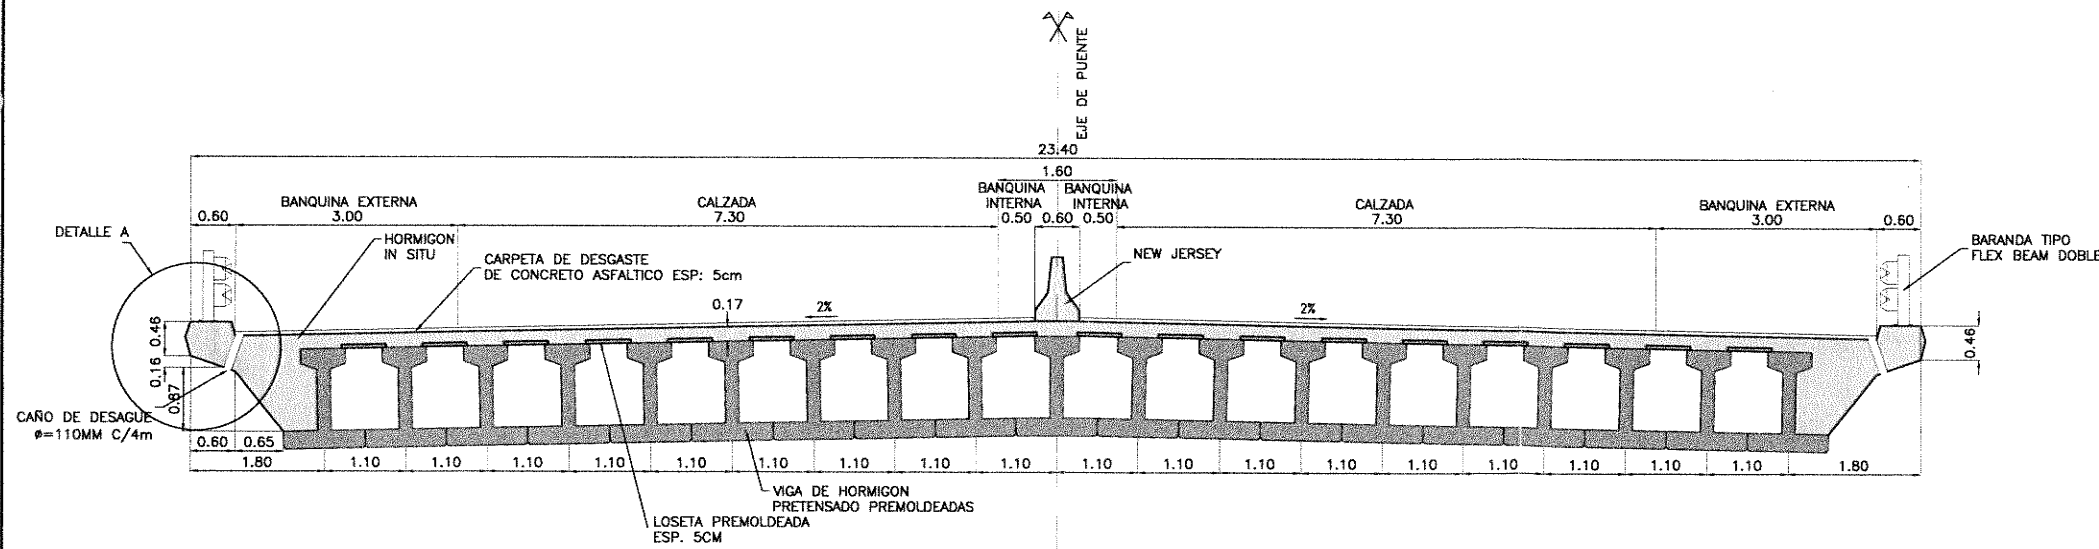 EJE DE PUENTE
23.40
1.60
BANQUINA EXTERNA
3.00
CALZADA
7.30
BANQUINA
INTERNA
0.50
0.60
BANQUINA
INTERNA
0.50
CALZADA
7.30
BANQUINA EXTERNA
3.00
0.60
0.60
DETALLE A
HORMIGON
IN SITU
CARPETA DE DESGASTE
DE CONCRETO ASFALTICO ESP: 5cm
NEW JERSEY
BARANDA TIPO
FLEX BEAM DOBLE
0.17
2%
2%
0.46
0.16
0.87
0.46
CAÑO DE DESAGUE
ø=110MM C/4m
0.60 0.65
1.80 1.10 1.10 1.10 1.10 1.10 1.10 1.10 1.10 1.10 1.10 1.10 1.10 1.10 1.10 1.10 1.10 1.10 1.10 1.80
VIGA DE HORMIGON
PRETENSADO PREMOLDEADAS
LOSETA PREMOLDEADA
ESP. 5CM